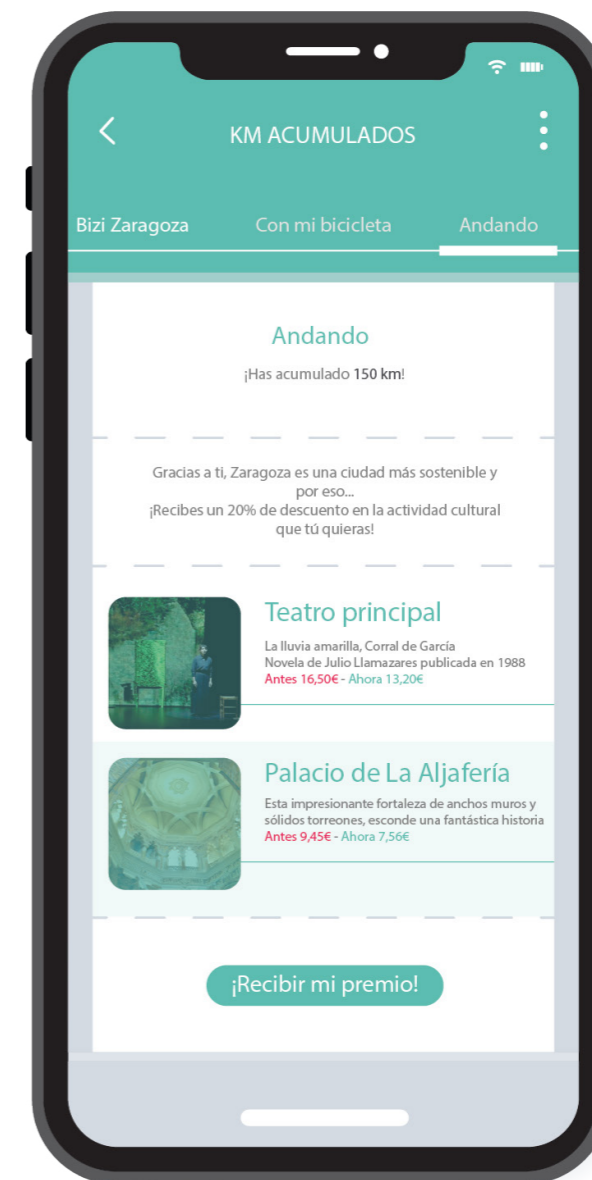 KM ACUMULADOS
Bizi Zaragoza
Con mi bicicleta
Andando
Andando
¡Has acumulado 150 km!
Gracias a ti, Zaragoza es una ciudad más sostenible y
por eso...
¡Recibes un 20% de descuento en la actividad cultural
que tú quieras!
Teatro principal
La lluvia amarilla, Corral de García
Novela de Julio Llamazares publicada en 1988
Antes 16,50€ - Ahora 13,20€
Palacio de La Aljafería
Esta impresionante fortaleza de anchos muros y
sólidos torreones, esconde una fantástica historia
Antes 9,45€ - Ahora 7,56€
¡Recibir mi premio!